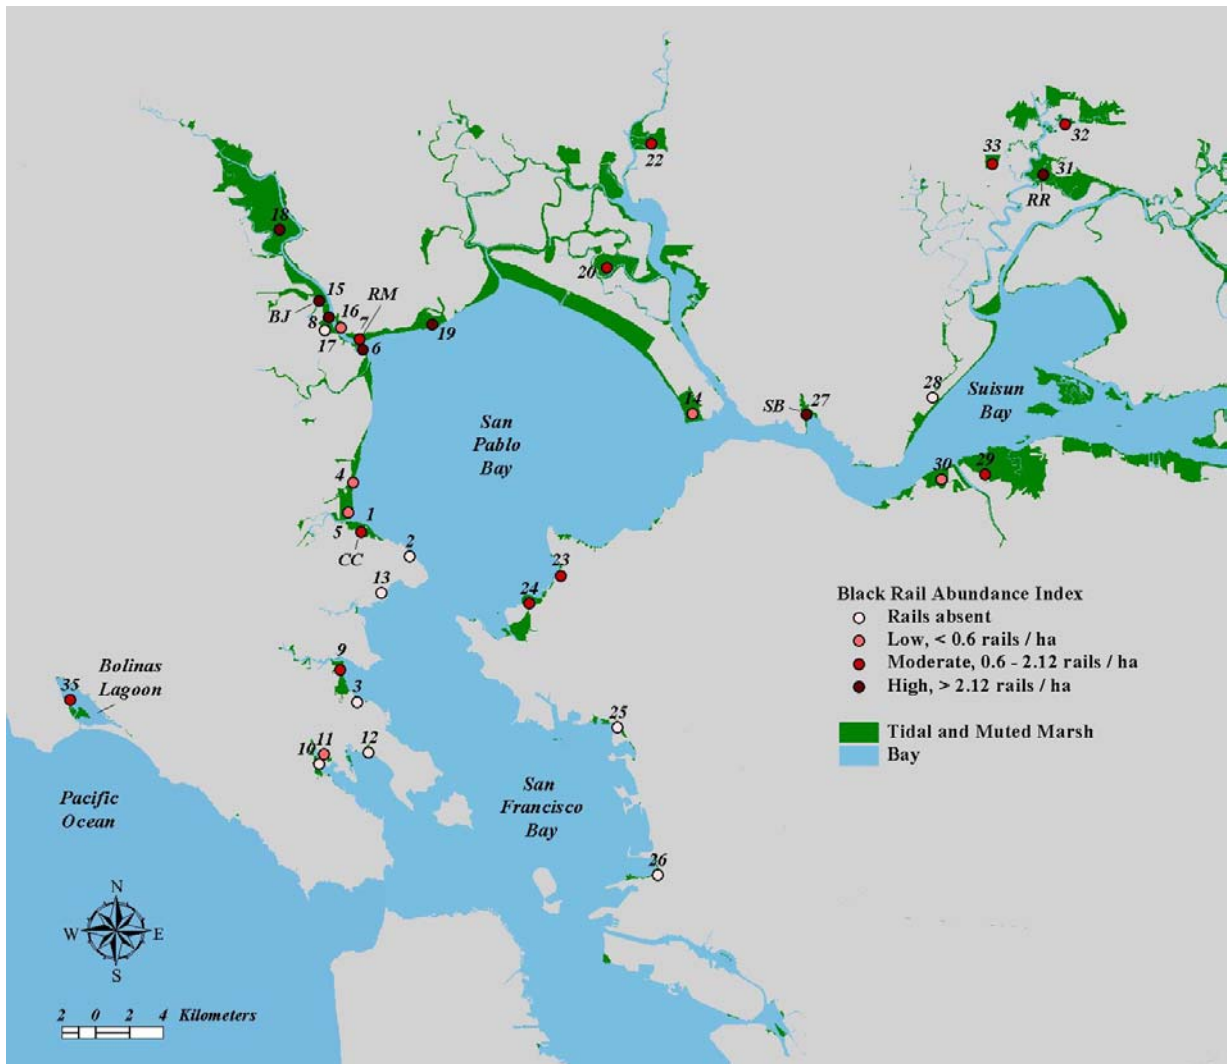 22
32
33
31
RR
18
20
15
RM
BJ
16
7
8
17
6
19
14
28
SB
27
Suisun
Bay
San
Pablo
Bay
4
30
29
1
5
CC
2
13
23
24
Black Rail Abundance Index
Rails absent
Low, < 0.6 rails / ha
Moderate, 0.6 - 2.12 rails / ha
High, > 2.12 rails / ha
Tidal and Muted Marsh
Bay
9
Bolinas
Lagoon
35
3
25
10
11
12
Pacific
Ocean
San
Francisco
Bay
26
N
W E
S
2 0 2 4 Kilometers